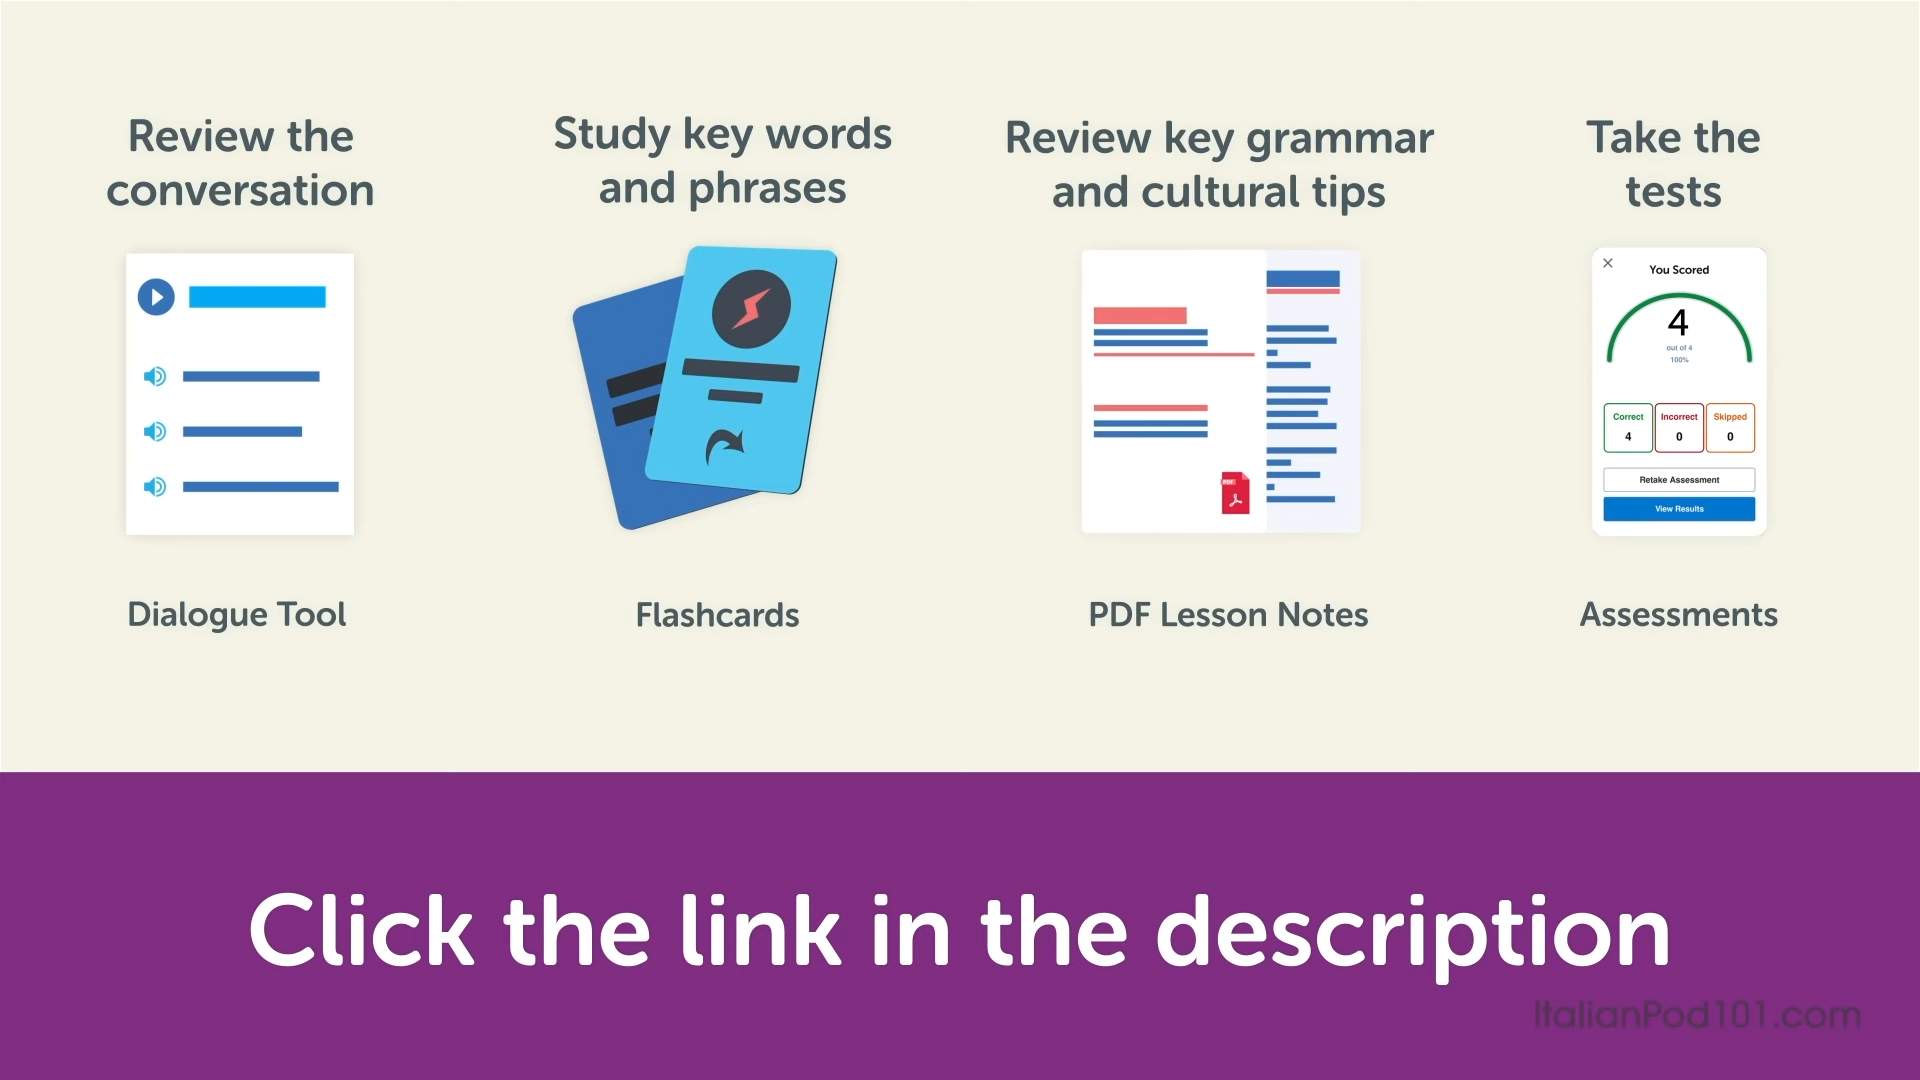 Review the
conversation
Study key words
and phrases
Review key grammar
and cultural tips
Take the
tests
You Scored
4
out of 4
100%
Correct
4
Incorrect
0
Skipped
0
Retake Assessment
View Results
PDF
Dialogue Tool
Flashcards
PDF Lesson Notes
Assessments
Click the link in the description
ItalianPod101.com